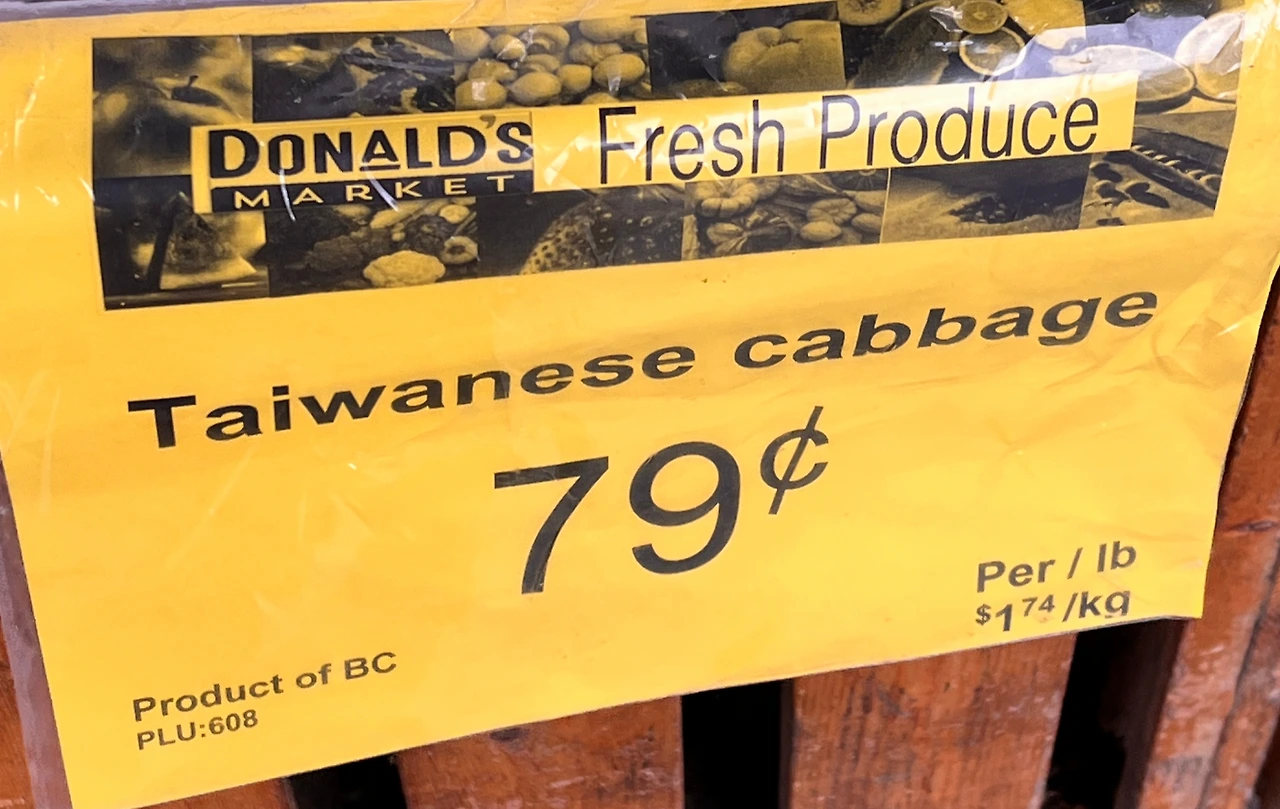 DONALD'S
MARKET
Fresh Produce
Taiwanese cabbage
79¢
Per / lb
$1 74 /kg
Product of BC
PLU:608